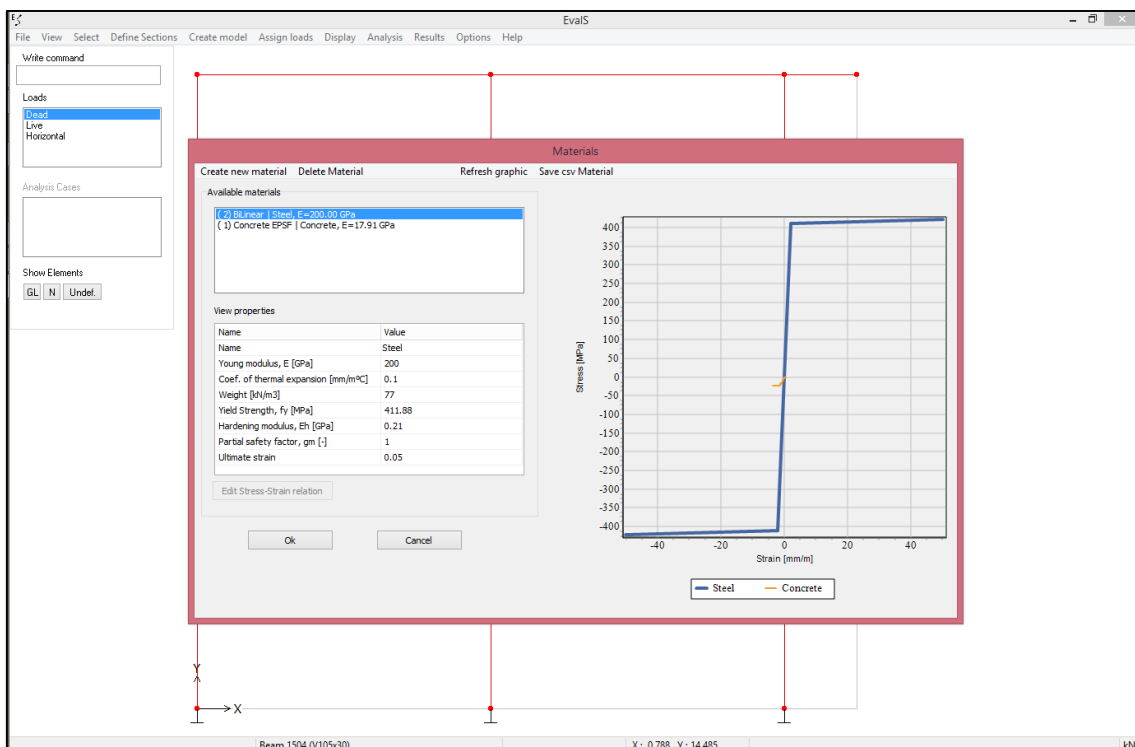 EvalS
File View Select Define Sections Create model Assign loads Display Analysis Results Options Help
Write command
Loads
Dead
Live
Horizontal
Analysis Cases
Show Elements
GL N Undef.
Materials
Create new material Delete Material Refresh graphic Save csv Material
Available materials
( 2) BiLinear | Steel, E=200.00 GPa
( 1) Concrete EPSF | Concrete, E=17.91 GPa
View properties
Name Value
Name Steel
Young modulus, E [GPa] 200
Coef. of thermal expansion [mm/mºC] 0.1
Weight [kN/m3] 77
Yield Strength, fy [MPa] 411.88
Hardening modulus, Eh [GPa] 0.21
Partial safety factor, gm [-] 1
Ultimate strain 0.05
Edit Stress-Strain relation
Ok Cancel
Stress [MPa]
400
350
300
250
200
150
100
50
0
-50
-100
-150
-200
-250
-300
-350
-400
-40 -20 0 20 40
Strain [mm/m]
Steel Concrete
Y
X
Beam 1504 (V105x30) X : 0.788 Y : 14.485 kN